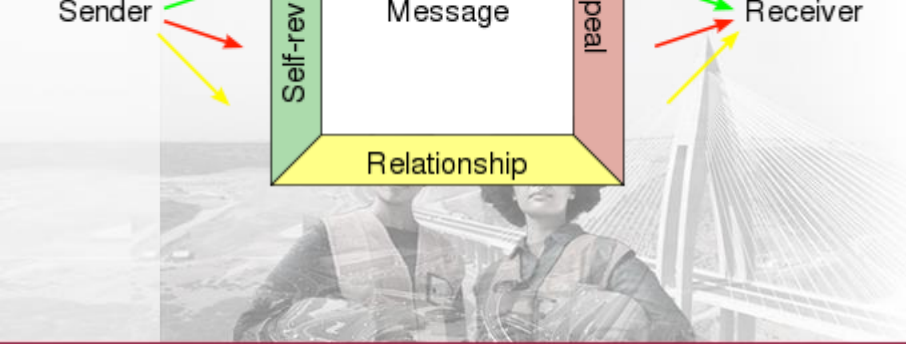 Sender
Self-rev
Message
peal
Receiver
Relationship